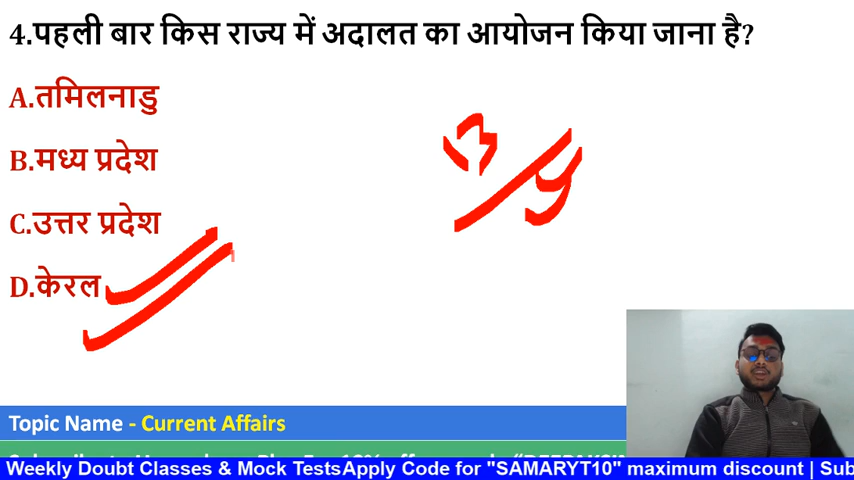 4.पहली बार किस राज्य में अदालत का आयोजन किया जाना है?
A.तमिलनाडु
B.मध्य प्रदेश
C.उत्तर प्रदेश
D.केरल
Topic Name - Current Affairs
Weekly Doubt Classes & Mock TestsApply Code for "SAMARYT10" maximum discount | Sub